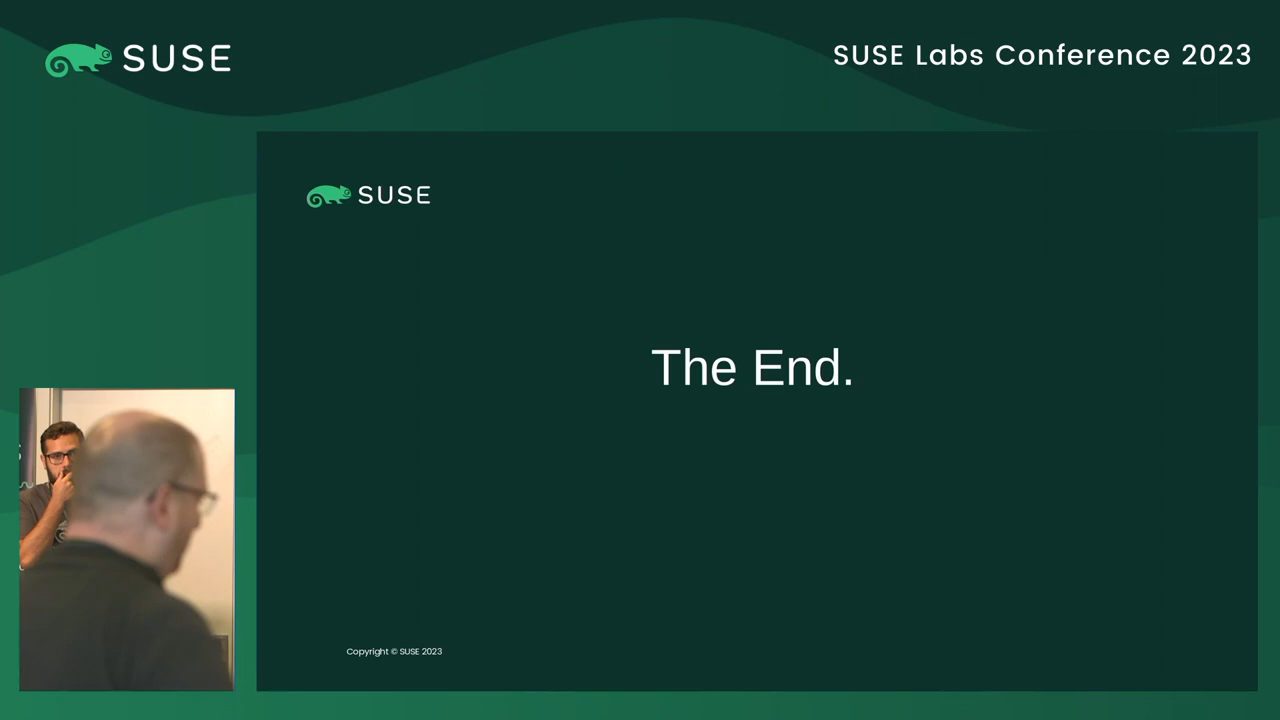 SUSE
SUSE Labs Conference 2023
SUSE
The End.
Copyright © SUSE 2023